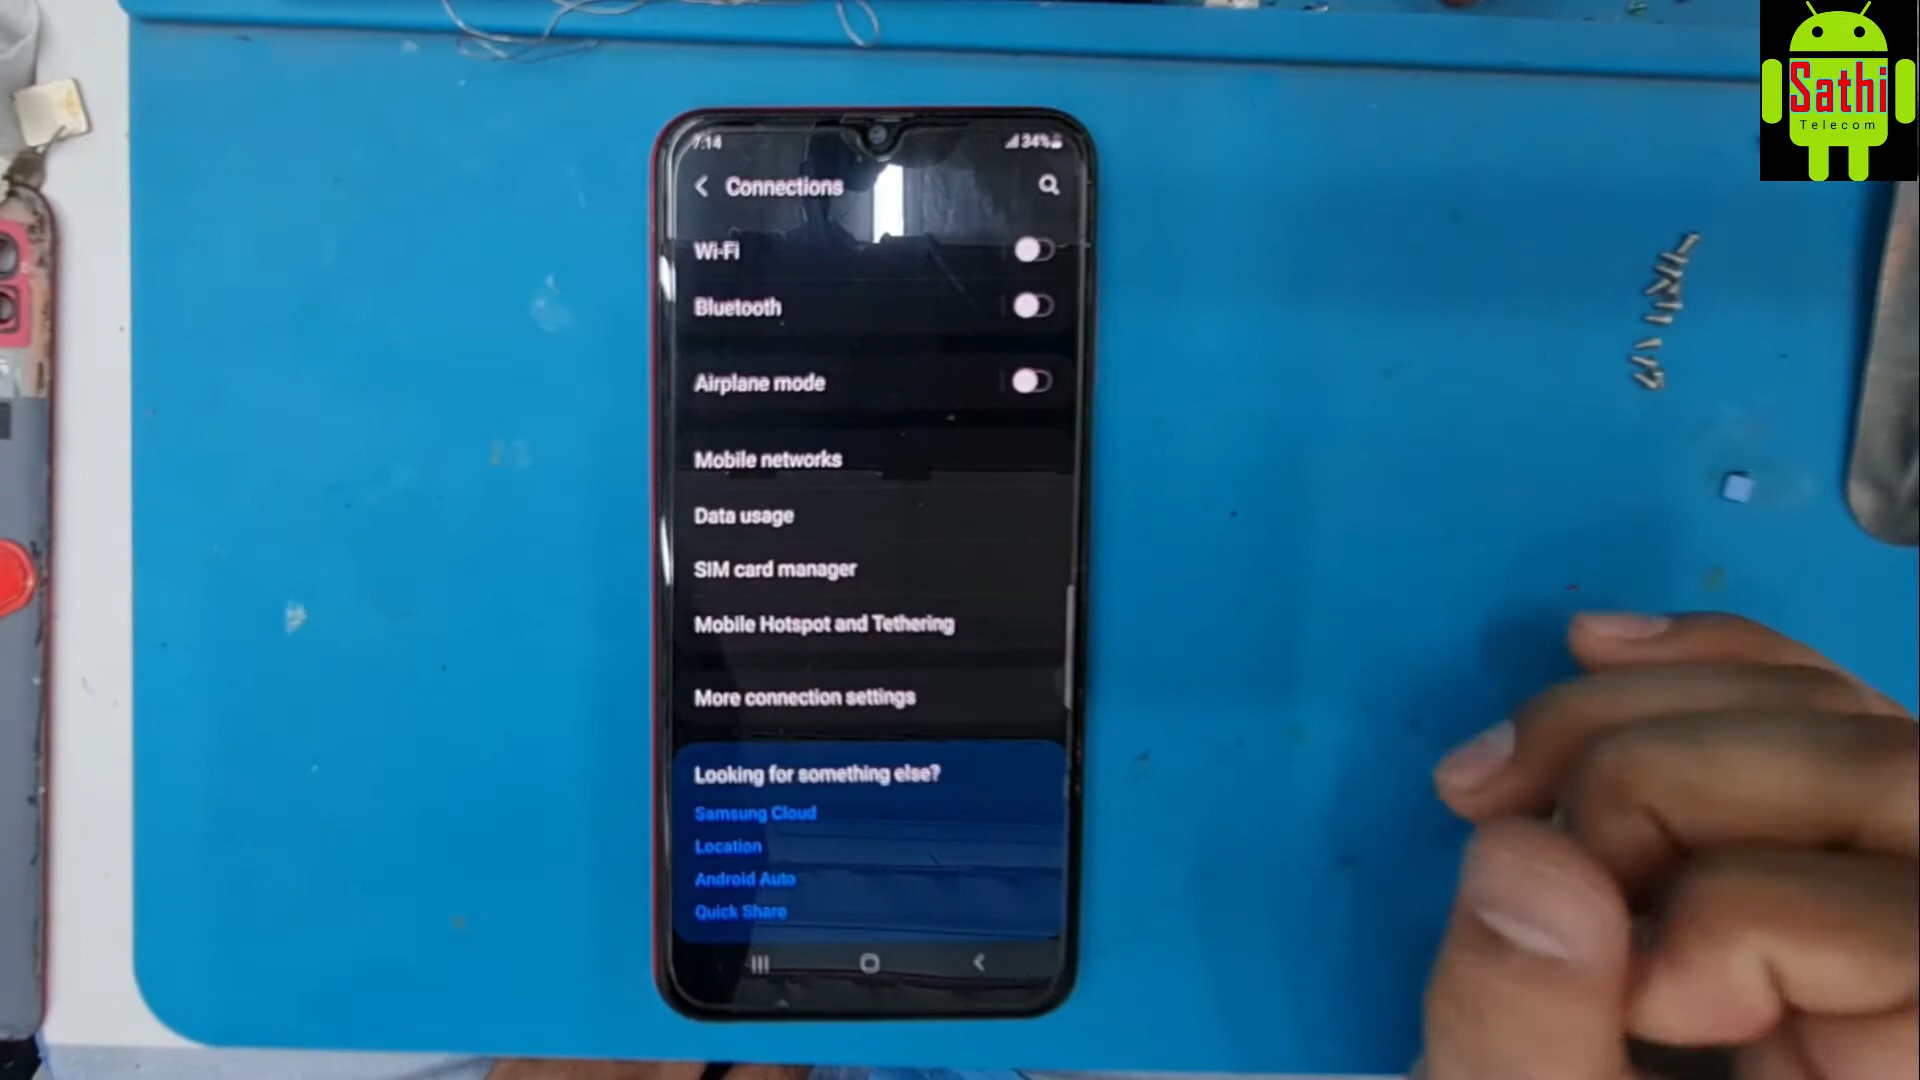 Sathi
Telecom
7:14
34%
Connections
Wi-Fi
Bluetooth
Airplane mode
Mobile networks
Data usage
SIM card manager
Mobile Hotspot and Tethering
More connection settings
Looking for something else?
Samsung Cloud
Location
Android Auto
Quick Share